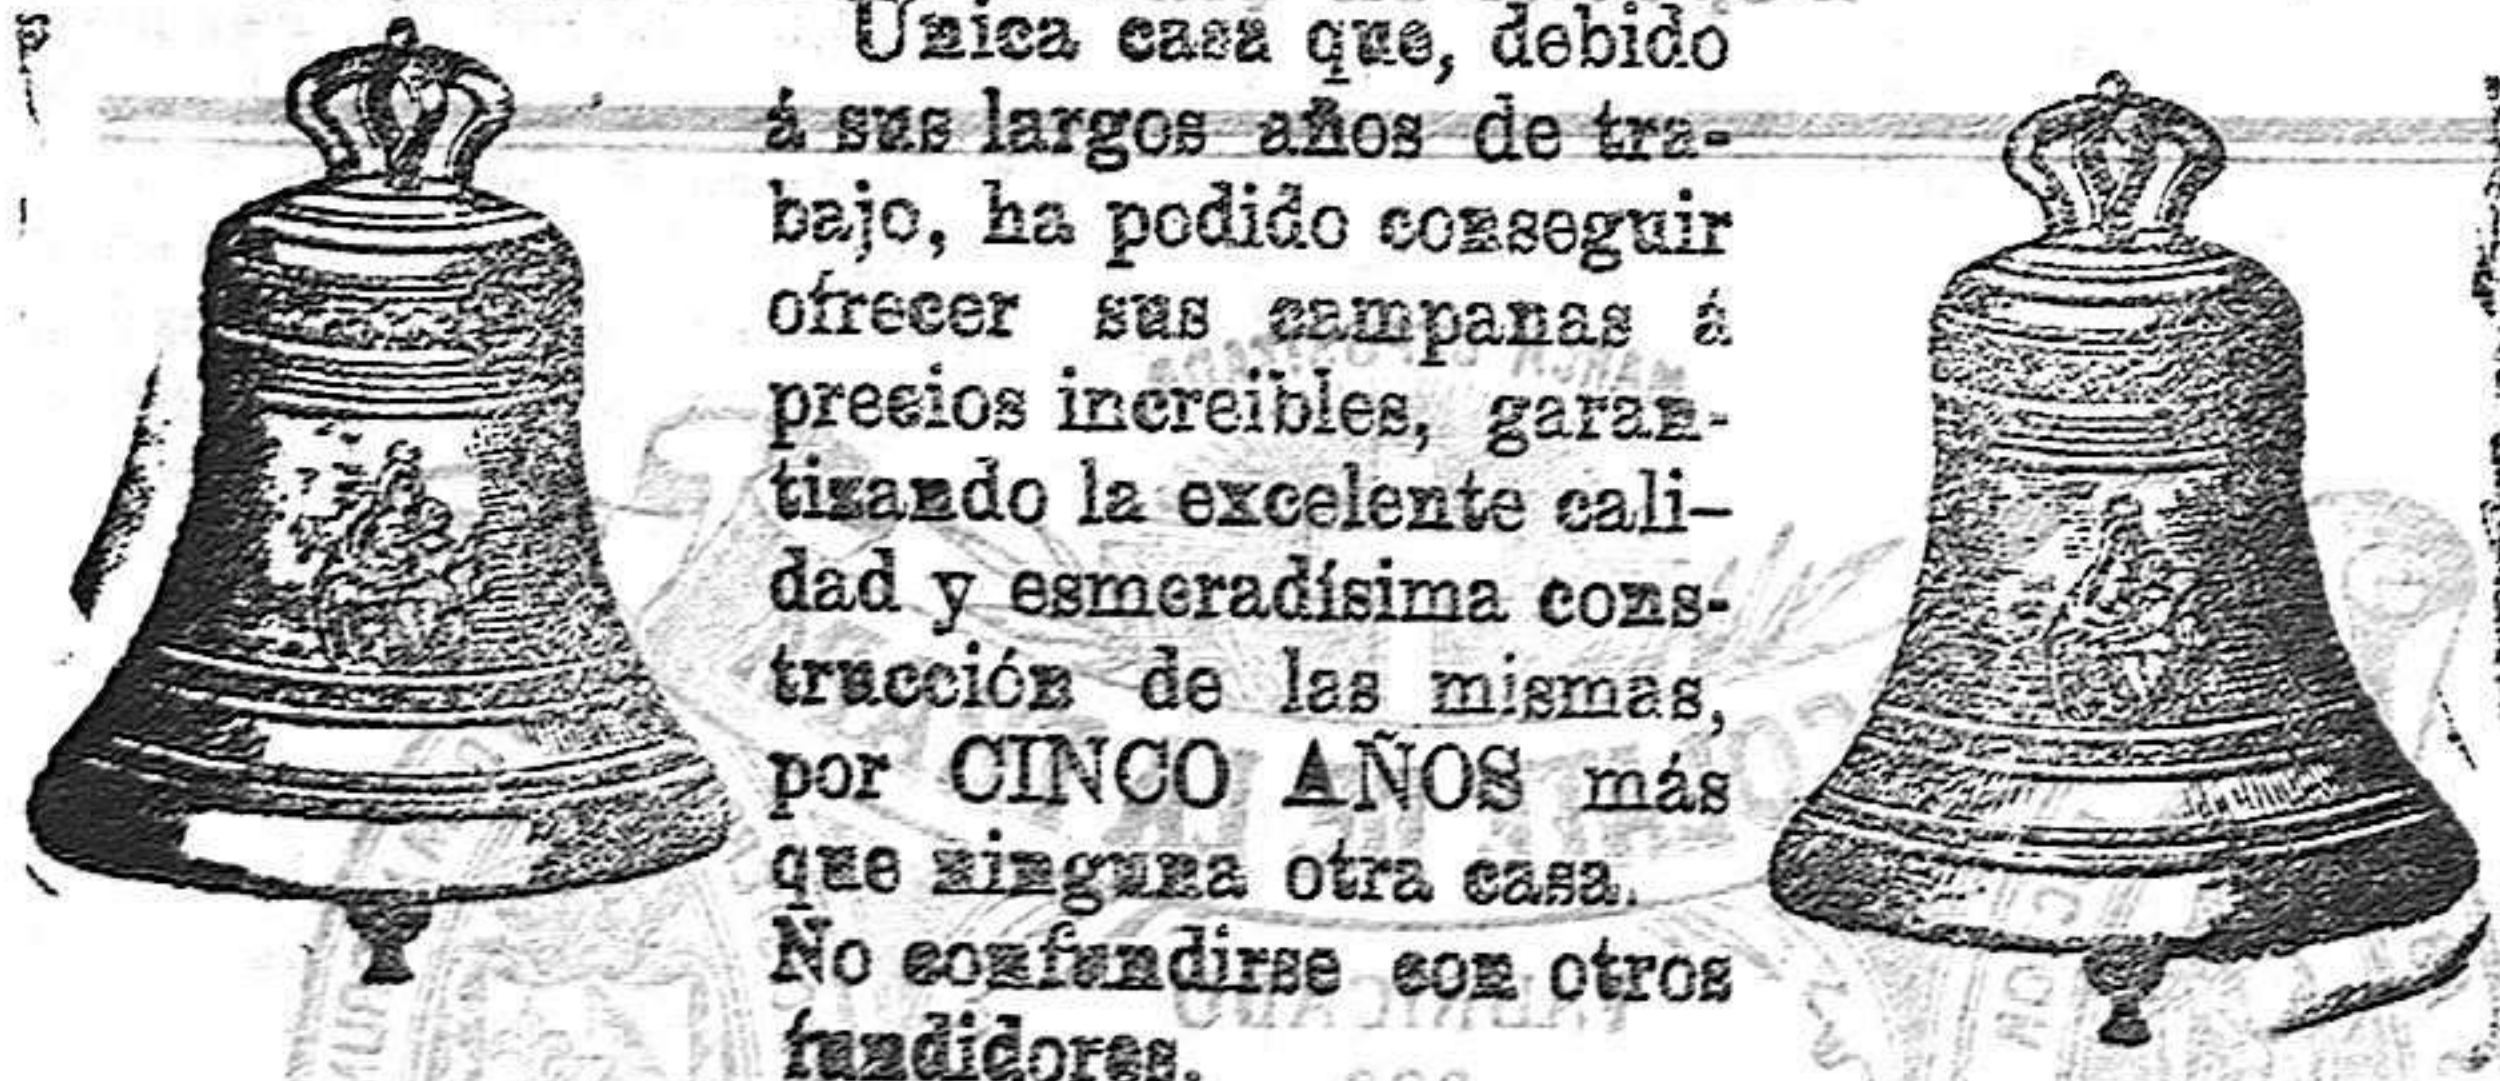 Unica casa que, debido
á sus largos años de tra-
bajo, ha podido conseguir
ofrecer sus campanas á
precios increibles, garan-
tizando la excelente cali-
dad y esmeradísima cons-
trucción de las mismas,
por CINCO AÑOS más
que ninguna otra casa.
No confundirse con otros
fundidores.